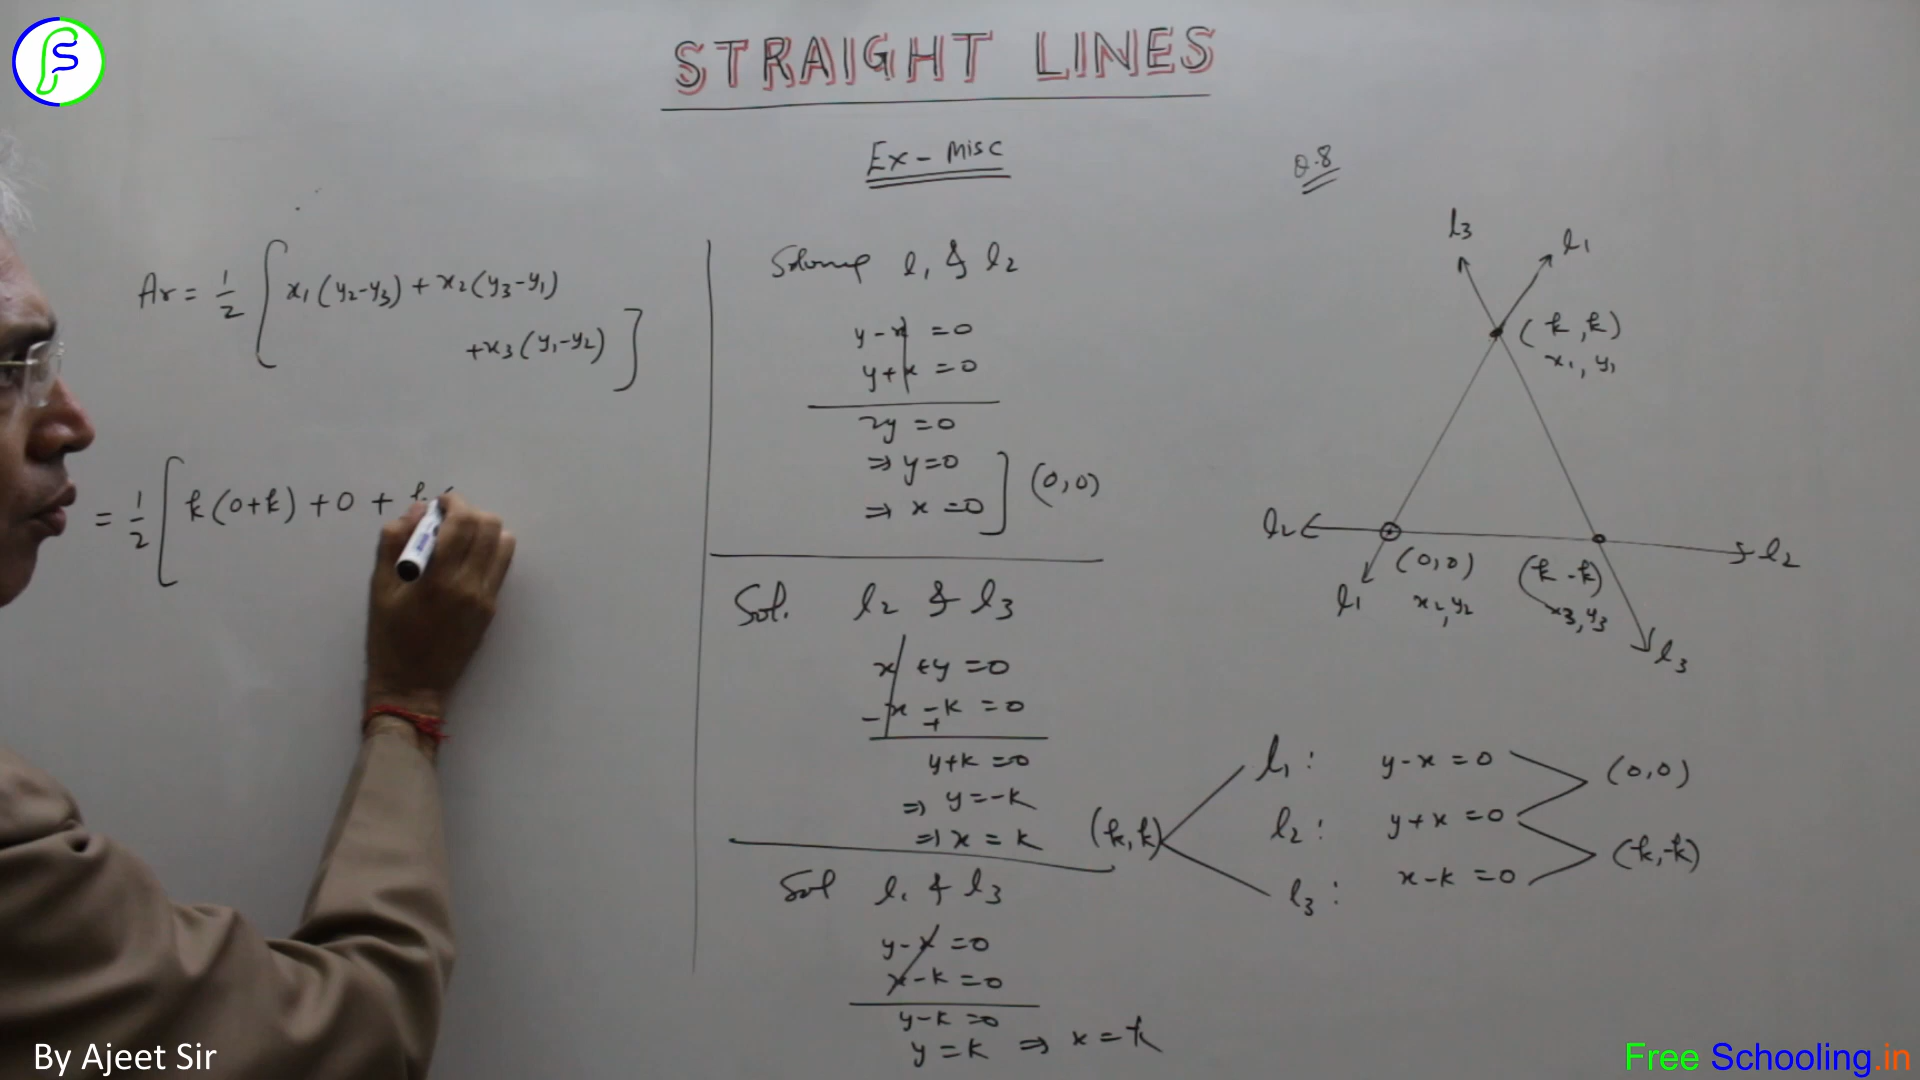 STRAIGHT LINES
Ex - Misc
Q.8
Ar = 1/2 [ x₁(y₂-y₃) + x₂(y₃-y₁)
+x₃(y₁-y₂) ]
= 1/2 [ k(0+k) + 0 + k(
Solving l₁ & l₂
y - x = 0
y + x = 0
2y = 0
⇒ y = 0
⇒ x = 0 ] (0,0)
Sol. l₂ & l₃
x + y = 0
- x - k = 0
+
y + k = 0
⇒ y = -k
⇒ x = k
Sol l₁ & l₃
y - x = 0
x - k = 0
y - k = 0
y = k ⇒ x = k
l₃
l₁
(k, k)
x₁, y₁
l₂
l₂
(0,0)
x₂, y₂
(k -k)
x₃, y₃
l₁
l₃
(k,k)
l₁ : y - x = 0
(0,0)
l₂ : y + x = 0
(k,-k)
l₃ : x - k = 0
By Ajeet Sir
Free Schooling.in